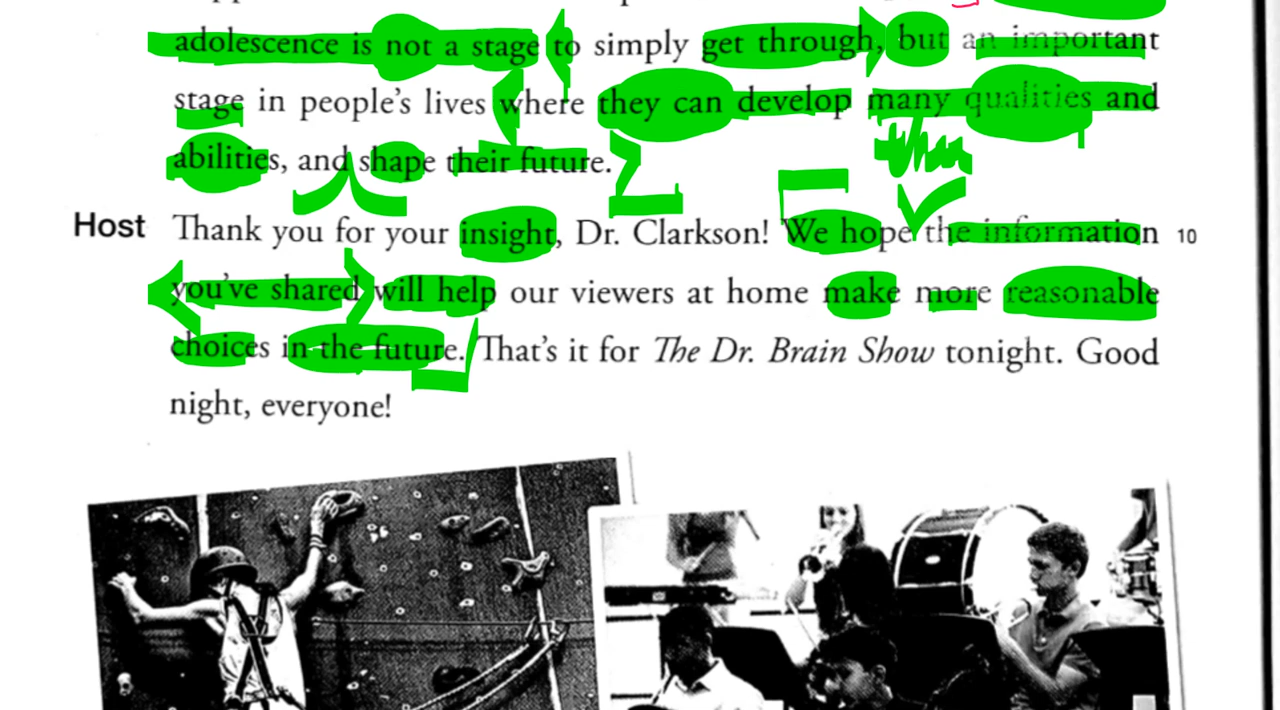 adolescence is not a stage to simply get through, but an important
stage in people's lives where they can develop many qualities and
abilities, and shape their future.
than
Host Thank you for your insight, Dr. Clarkson! We hope the information 10
you've shared will help our viewers at home make more reasonable
choices in the future. That's it for The Dr. Brain Show tonight. Good
night, everyone!